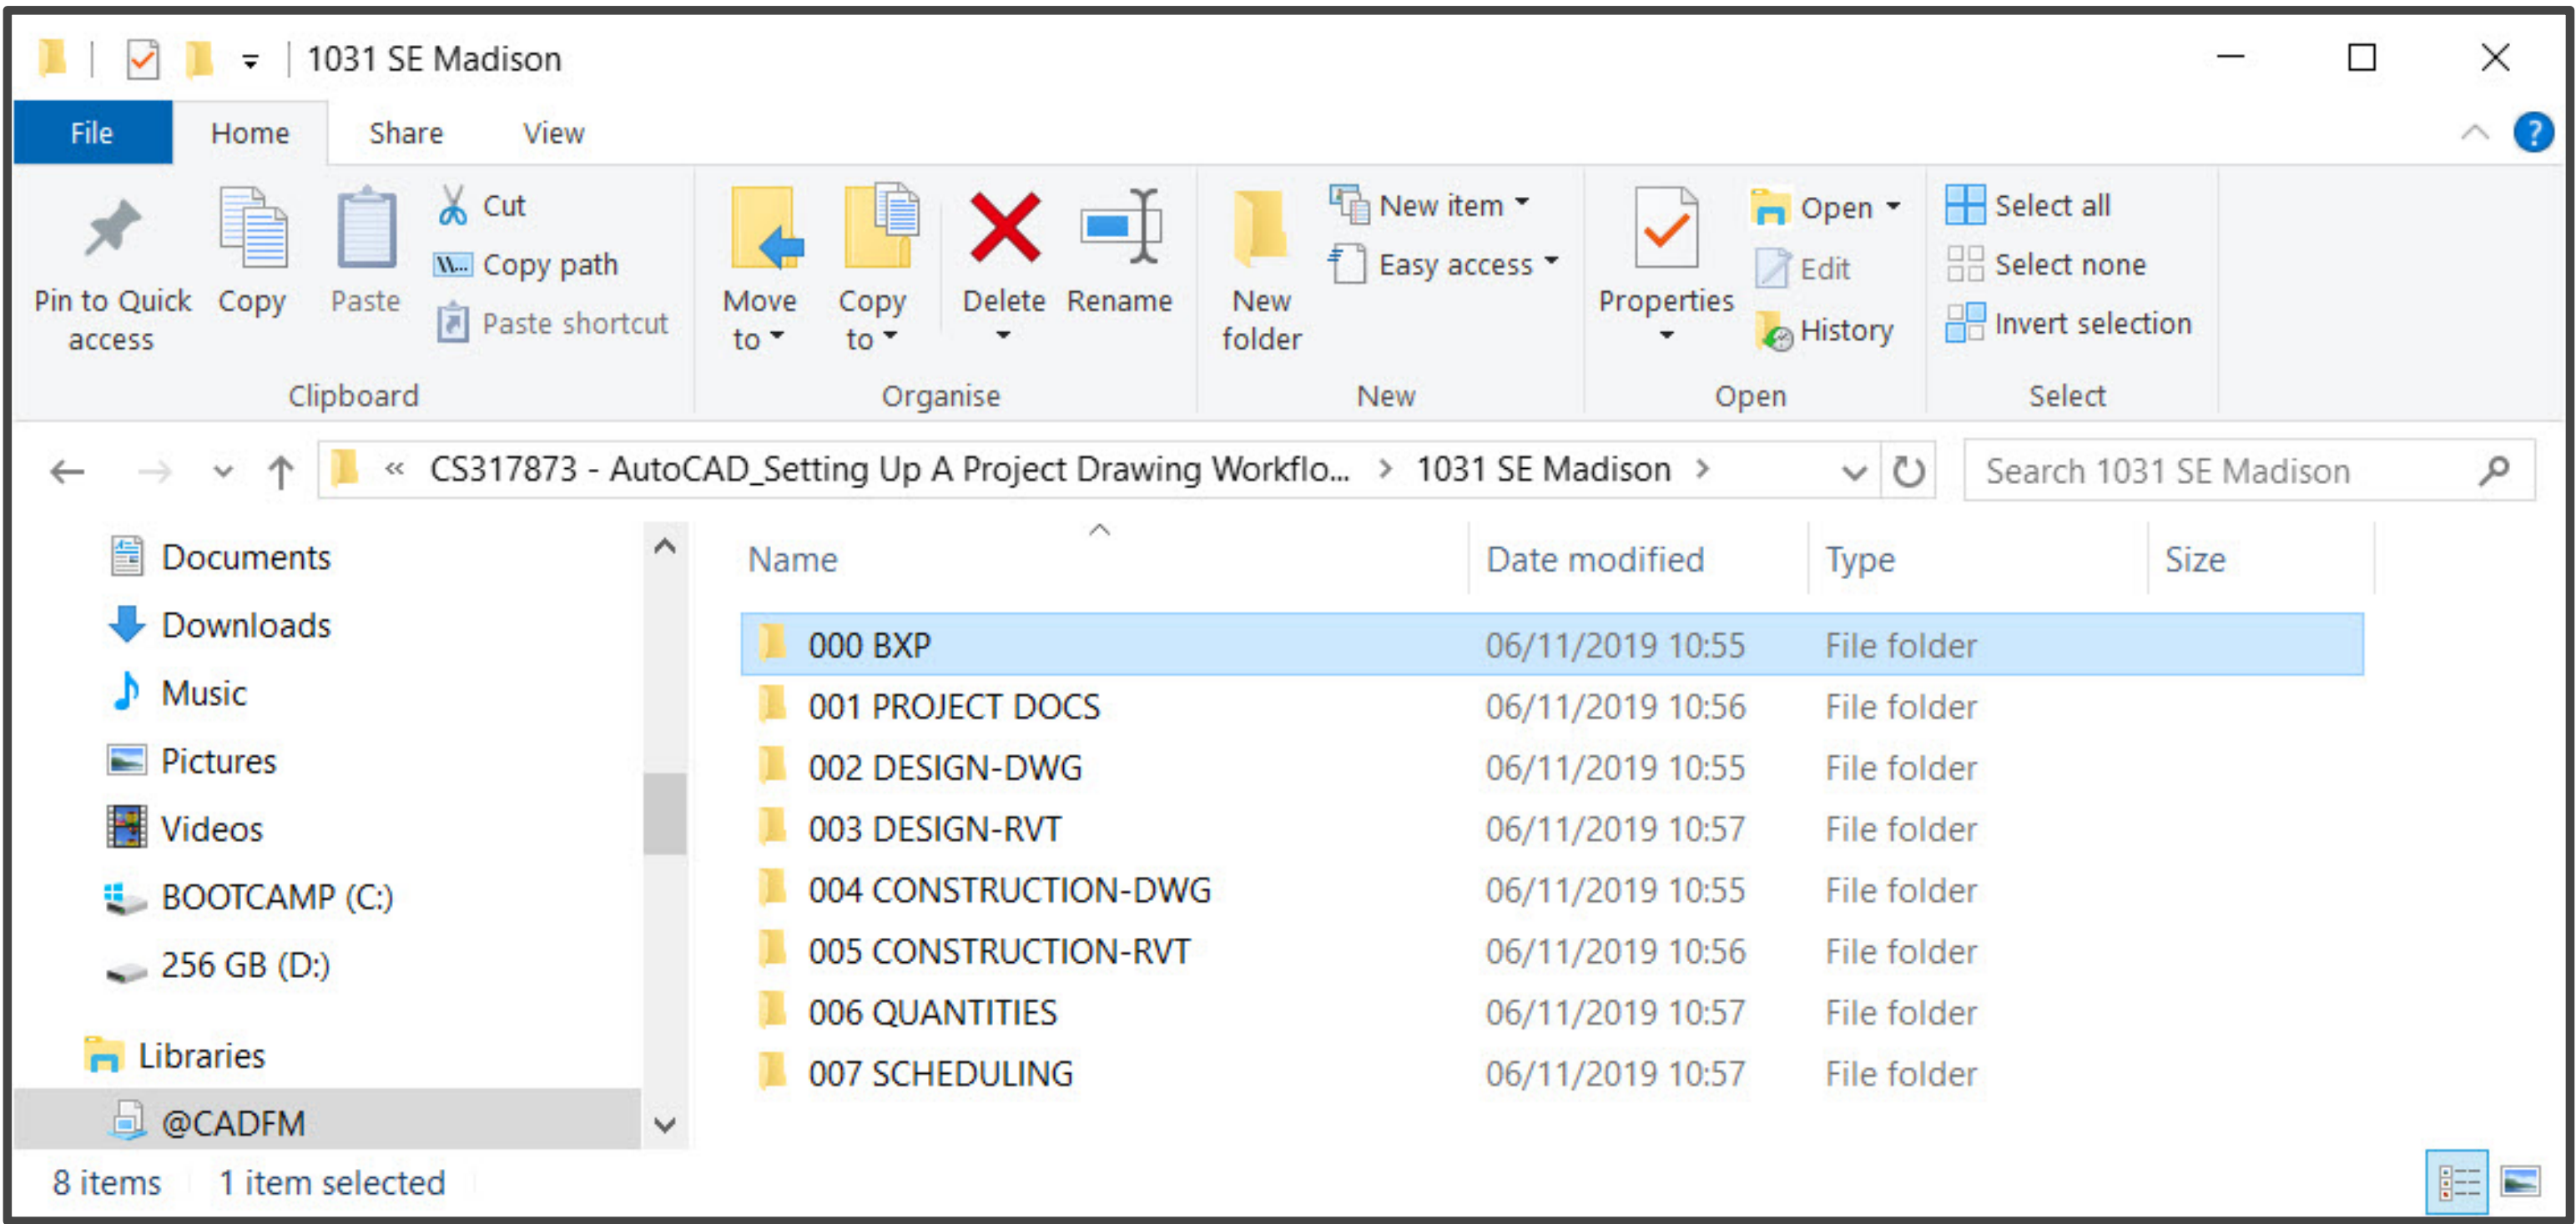 1031 SE Madison
File Home Share View ?
Pin to Quick access
Copy
Paste
Cut
Copy path
Paste shortcut
Clipboard
Move to
Copy to
Delete
Rename
Organise
New folder
New item
Easy access
New
Properties
Open
Edit
History
Open
Select all
Select none
Invert selection
Select
« CS317873 - AutoCAD_Setting Up A Project Drawing Workflo... > 1031 SE Madison >
Search 1031 SE Madison
Documents
Downloads
Music
Pictures
Videos
BOOTCAMP (C:)
256 GB (D:)
Libraries
@CADFM
Name Date modified Type Size
000 BXP 06/11/2019 10:55 File folder
001 PROJECT DOCS 06/11/2019 10:56 File folder
002 DESIGN-DWG 06/11/2019 10:55 File folder
003 DESIGN-RVT 06/11/2019 10:57 File folder
004 CONSTRUCTION-DWG 06/11/2019 10:55 File folder
005 CONSTRUCTION-RVT 06/11/2019 10:56 File folder
006 QUANTITIES 06/11/2019 10:57 File folder
007 SCHEDULING 06/11/2019 10:57 File folder
8 items 1 item selected